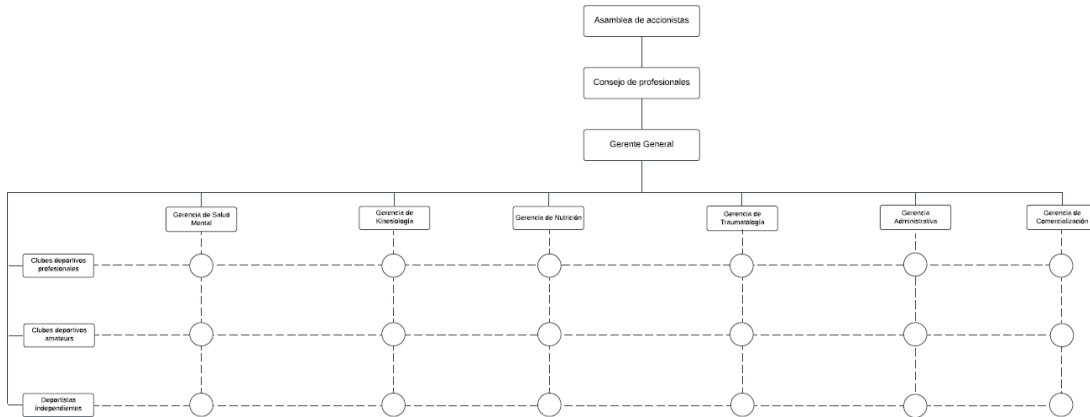 Asamblea de accionistas
Consejo de profesionales
Gerente General
Gerencia de Salud
Mental
Gerencia de
Kinesiología
Gerencia de Nutrición
Gerencia de
Traumatología
Gerencia
Administrativa
Gerencia de
Comercialización
Clubes deportivos
profesionales
Clubes deportivos
amateurs
Deportistas
independientes